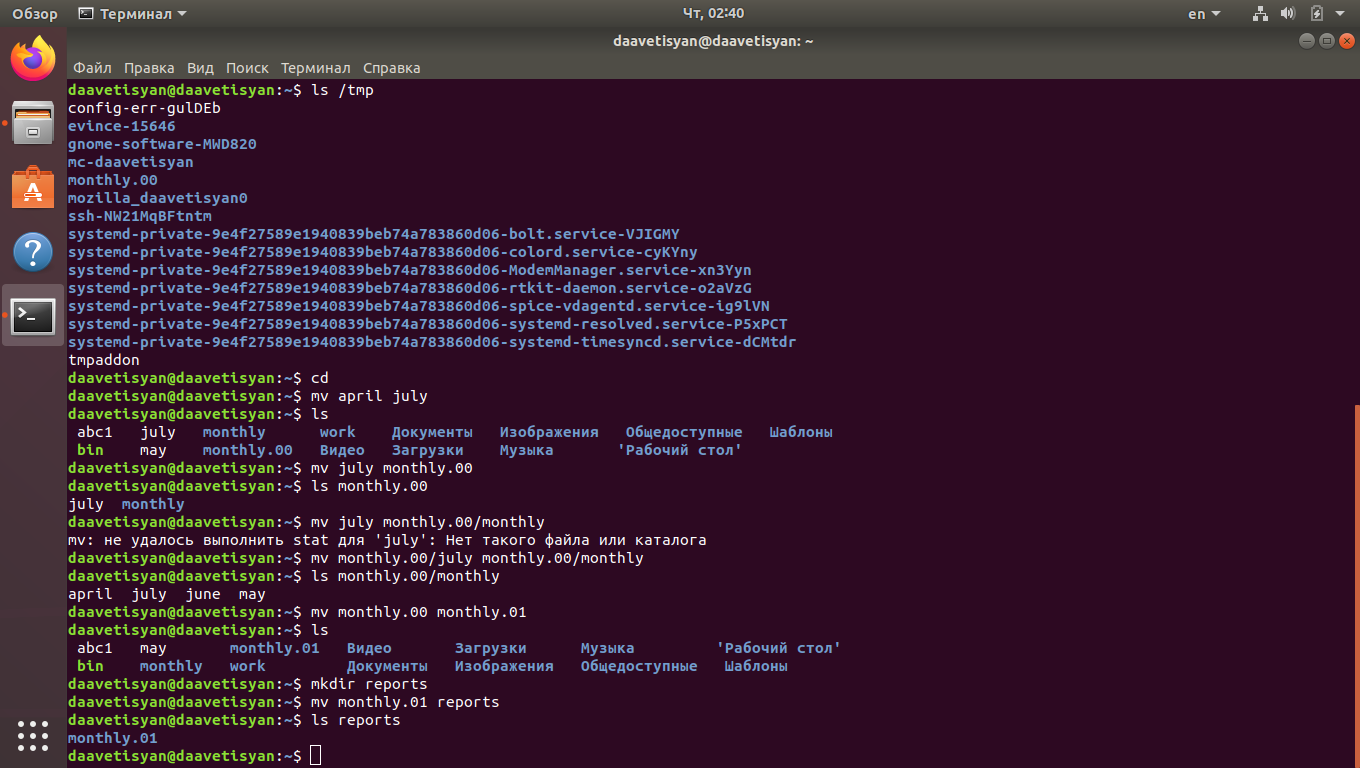 Обзор Терминал Чт, 02:40 en
daavetisyan@daavetisyan: ~
Файл Правка Вид Поиск Терминал Справка
daavetisyan@daavetisyan:~$ ls /tmp
config-err-gulDEb
evince-15646
gnome-software-MWD820
mc-daavetisyan
monthly.00
mozilla_daavetisyan0
ssh-NW21MqBFtntm
systemd-private-9e4f27589e1940839beb74a783860d06-bolt.service-VJIGMY
systemd-private-9e4f27589e1940839beb74a783860d06-colord.service-cyKYny
systemd-private-9e4f27589e1940839beb74a783860d06-ModemManager.service-xn3Yyn
systemd-private-9e4f27589e1940839beb74a783860d06-rtkit-daemon.service-o2aVzG
systemd-private-9e4f27589e1940839beb74a783860d06-spice-vdagentd.service-ig9lVN
systemd-private-9e4f27589e1940839beb74a783860d06-systemd-resolved.service-P5xPCT
systemd-private-9e4f27589e1940839beb74a783860d06-systemd-timesyncd.service-dCMtdr
tmpaddon
daavetisyan@daavetisyan:~$ cd
daavetisyan@daavetisyan:~$ mv april july
daavetisyan@daavetisyan:~$ ls
abc1 july monthly work Документы Изображения Общедоступные Шаблоны
bin may monthly.00 Видео Загрузки Музыка 'Рабочий стол'
daavetisyan@daavetisyan:~$ mv july monthly.00
daavetisyan@daavetisyan:~$ ls monthly.00
july monthly
daavetisyan@daavetisyan:~$ mv july monthly.00/monthly
mv: не удалось выполнить stat для 'july': Нет такого файла или каталога
daavetisyan@daavetisyan:~$ mv monthly.00/july monthly.00/monthly
daavetisyan@daavetisyan:~$ ls monthly.00/monthly
april july june may
daavetisyan@daavetisyan:~$ mv monthly.00 monthly.01
daavetisyan@daavetisyan:~$ ls
abc1 may monthly.01 Видео Загрузки Музыка 'Рабочий стол'
bin monthly work Документы Изображения Общедоступные Шаблоны
daavetisyan@daavetisyan:~$ mkdir reports
daavetisyan@daavetisyan:~$ mv monthly.01 reports
daavetisyan@daavetisyan:~$ ls reports
monthly.01
daavetisyan@daavetisyan:~$